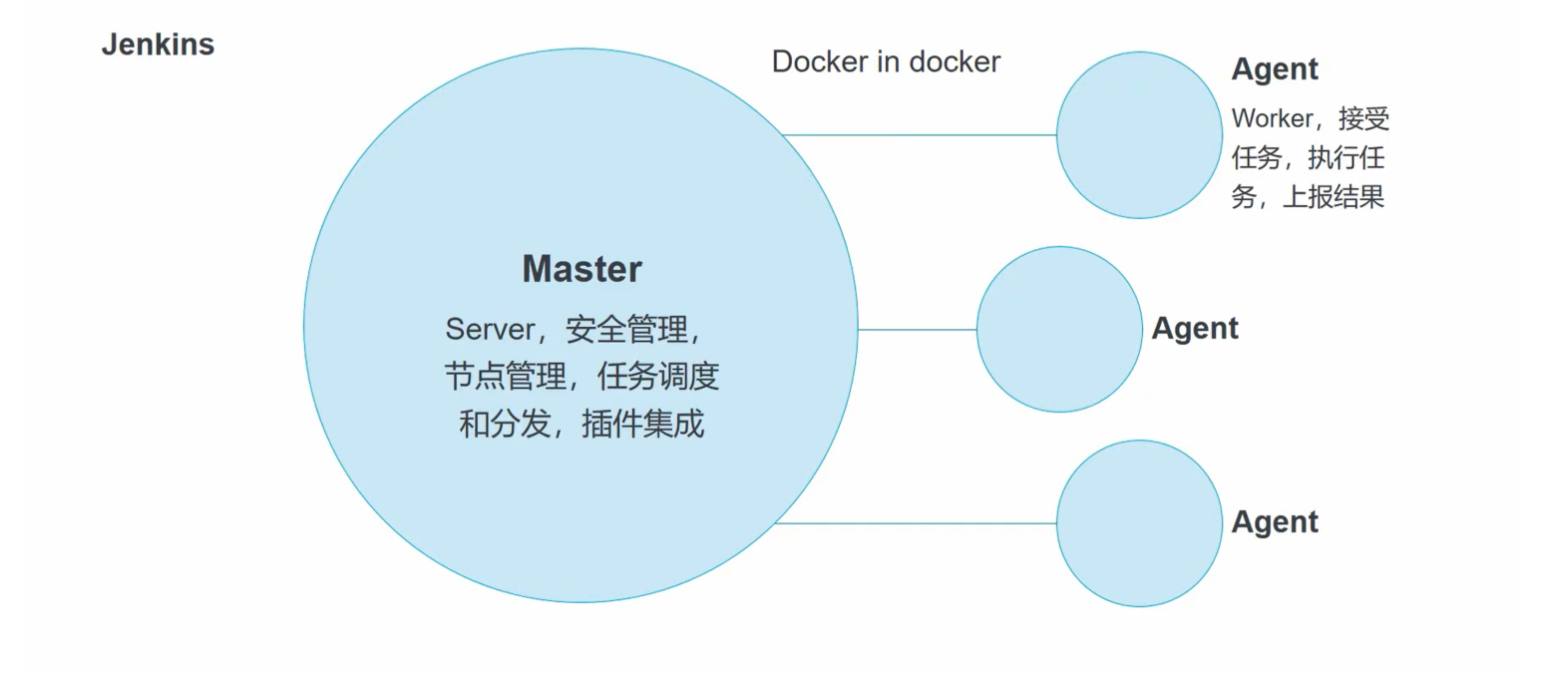 Jenkins
Docker in docker
Agent
Worker，接受
任务，执行任
务，上报结果
Master
Server，安全管理，
节点管理，任务调度
和分发，插件集成
Agent
Agent